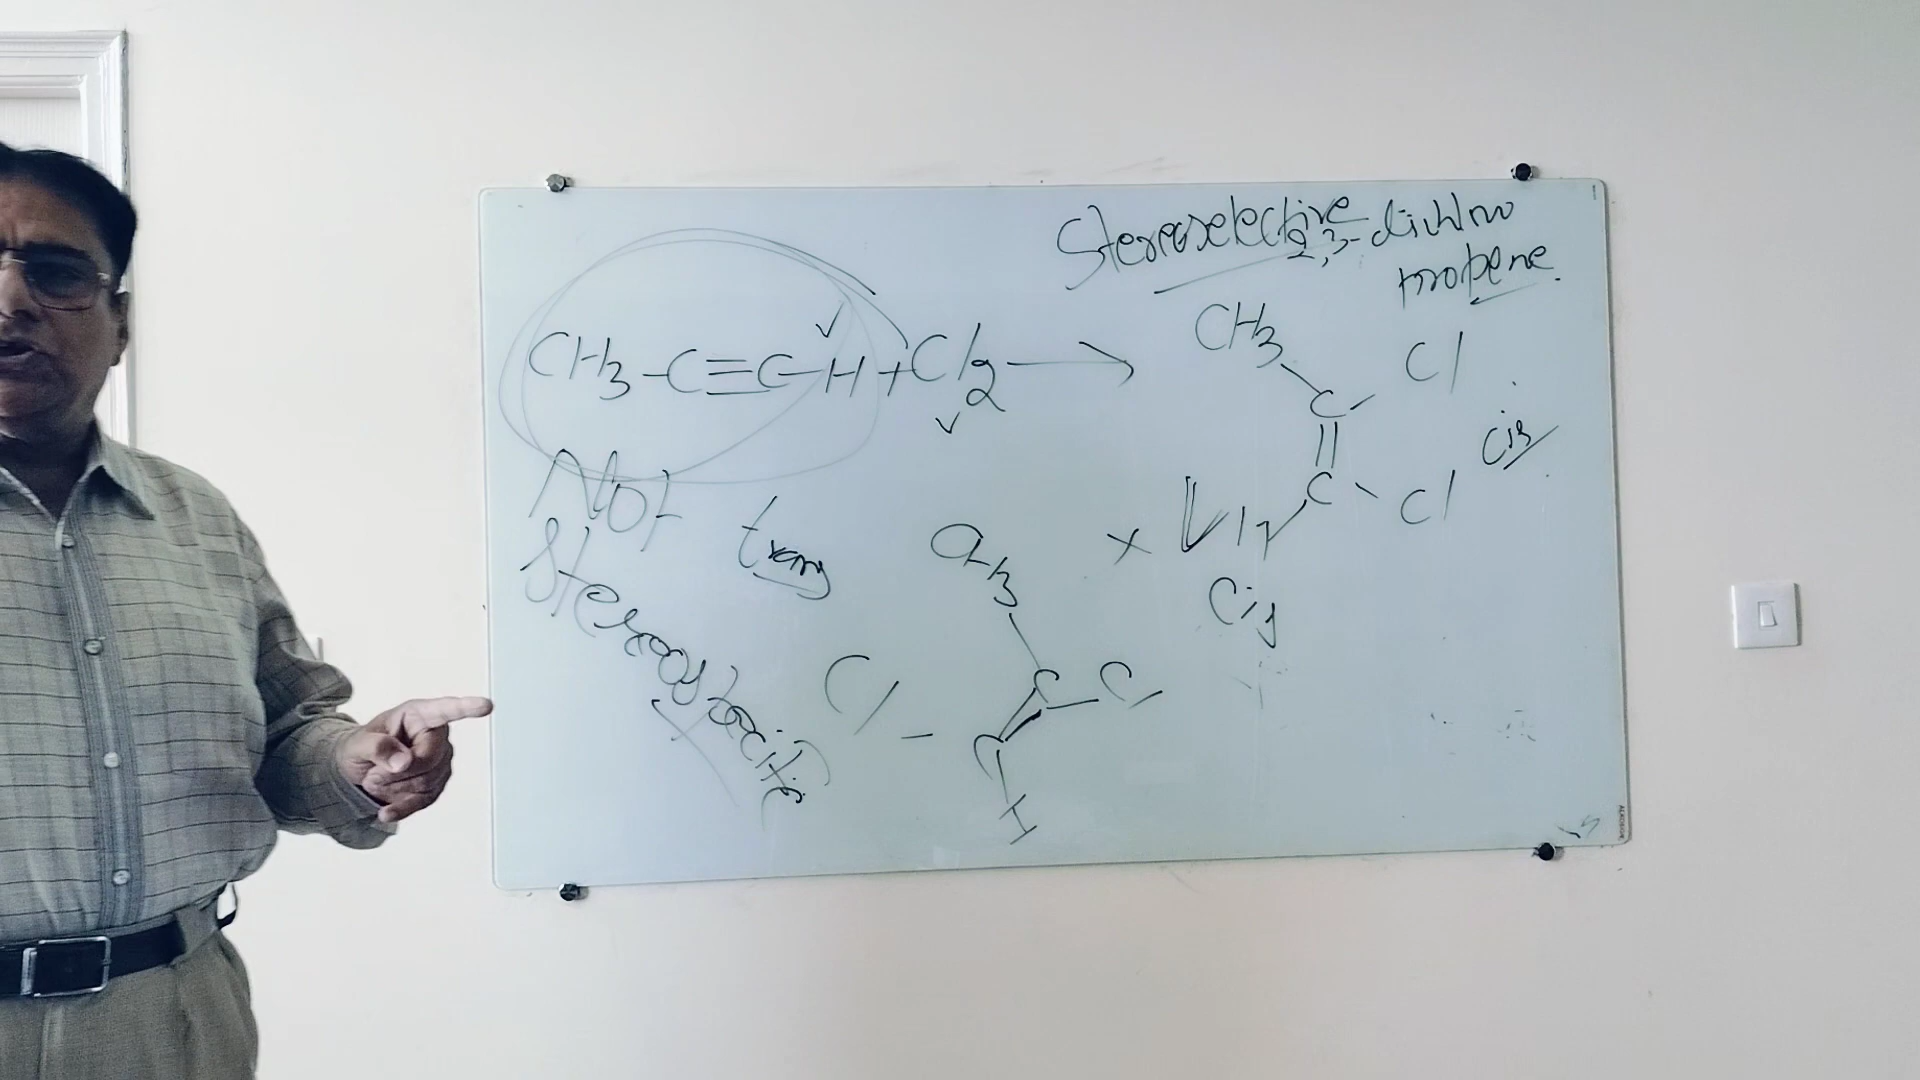 Stereoselective
2,3-dichloro
propene.
CH3-C≡C-H+Cl2
CH3
C
Cl
C
Cl
cis
Cis
Not
Stereospecific
trans
CH3
C
Cl
Cl
C
H
x